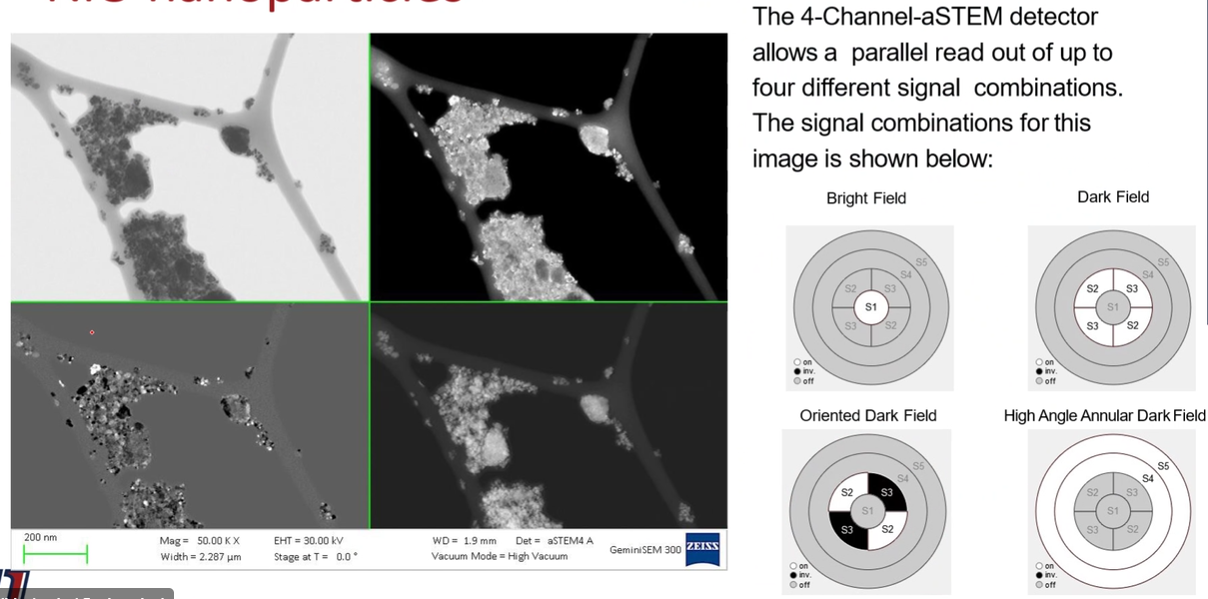 The 4-Channel-aSTEM detector
allows a parallel read out of up to
four different signal combinations.
The signal combinations for this
image is shown below:
Bright Field
Dark Field
S5
S4
S2
S3
S1
S3
S2
on
inv.
off
S5
S4
S2
S3
S1
S3
S2
on
inv.
off
Oriented Dark Field
High Angle Annular Dark Field
S5
S4
S2
S3
S1
S3
S2
on
inv.
off
S5
S4
S2
S3
S1
S3
S2
on
inv.
off
200 nm
Mag = 50.00 K X
EHT = 30.00 kV
WD = 1.9 mm
Det = aSTEM4 A
Width = 2.287 µm
Stage at T = 0.0 °
Vacuum Mode = High Vacuum
GeminiSEM 300
ZEISS